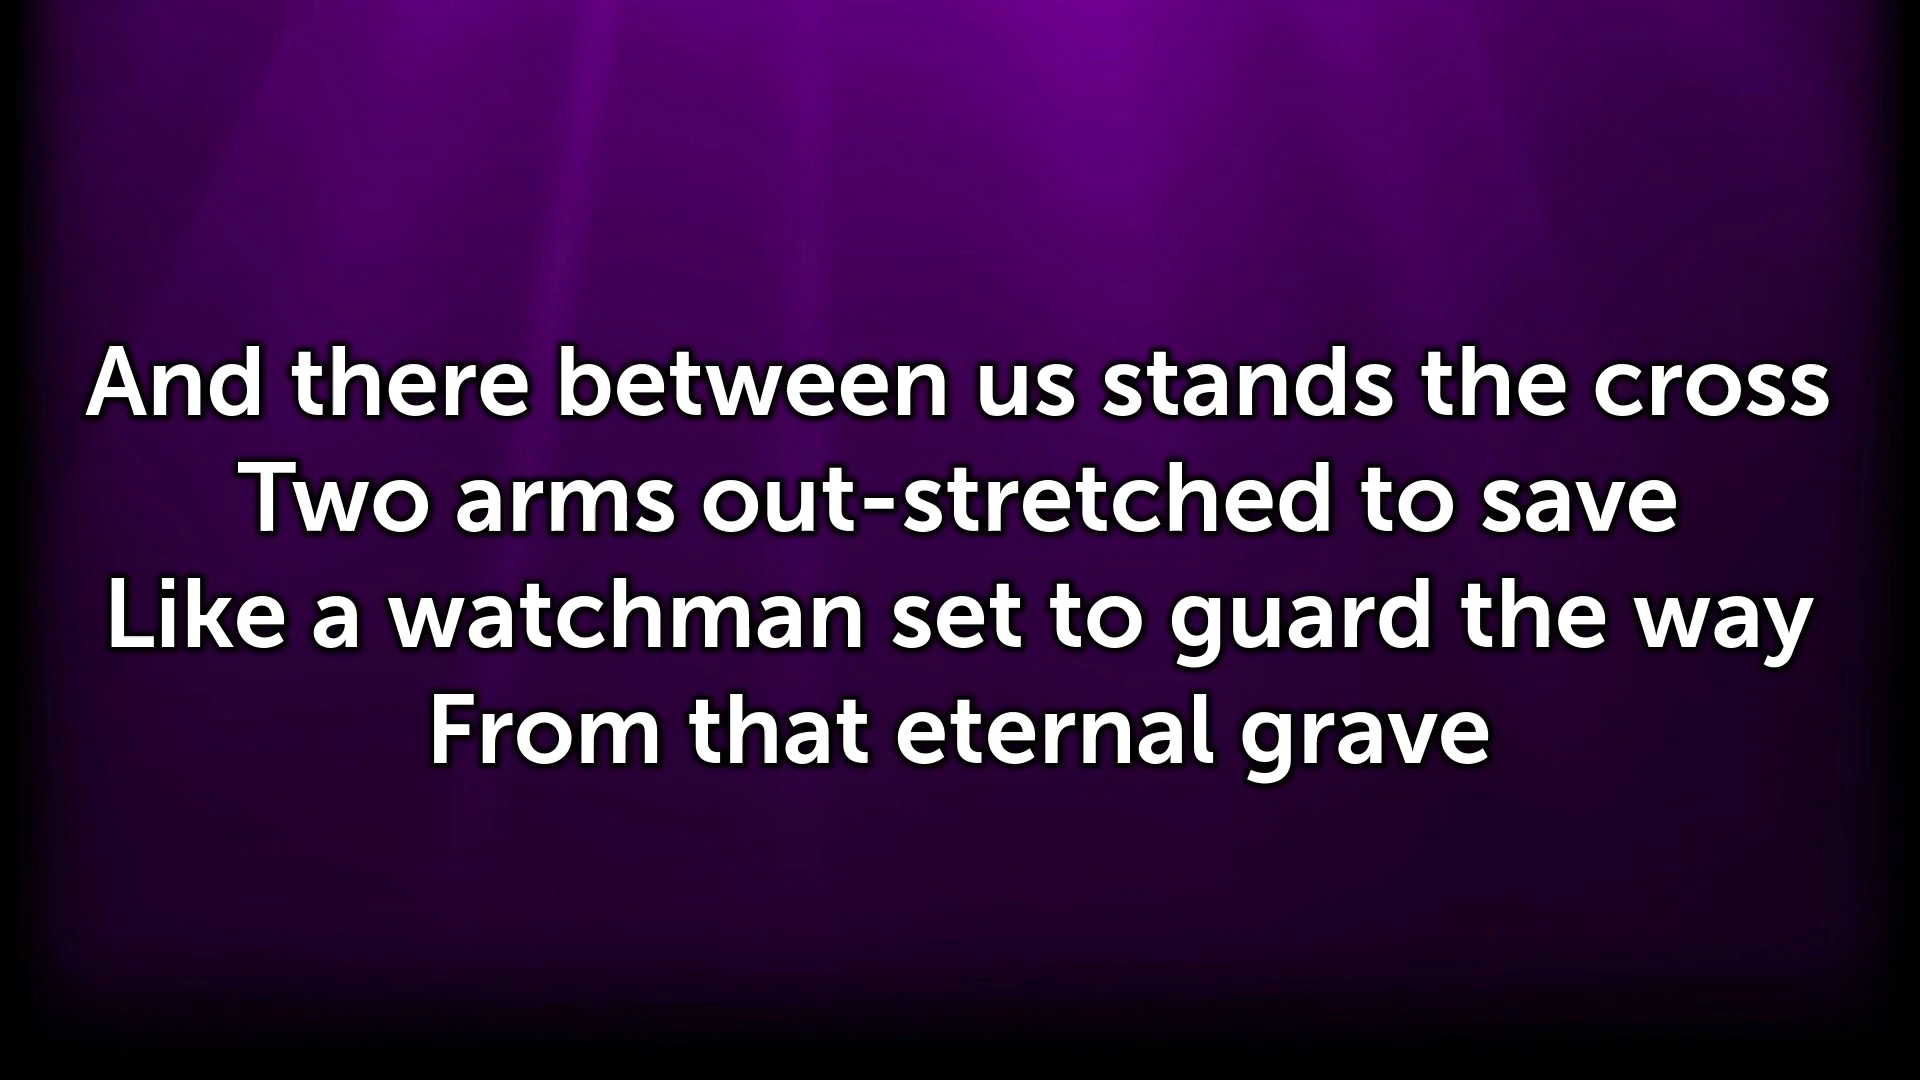 And there between us stands the cross
Two arms out-stretched to save
Like a watchman set to guard the way
From that eternal grave